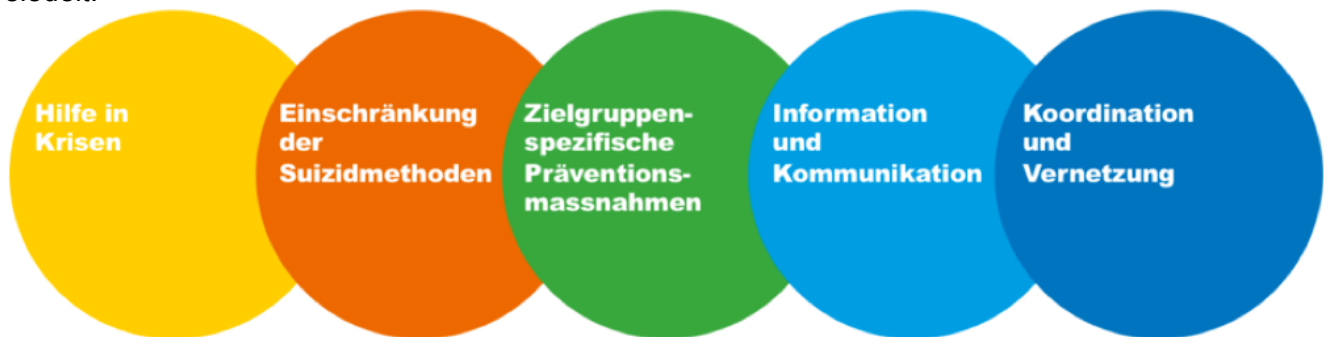 Hilfe in
Krisen
Einschränkung
der
Suizidmethoden
Zielgruppen-
spezifische
Präventions-
massnahmen
Information
und
Kommunikation
Koordination
und
Vernetzung